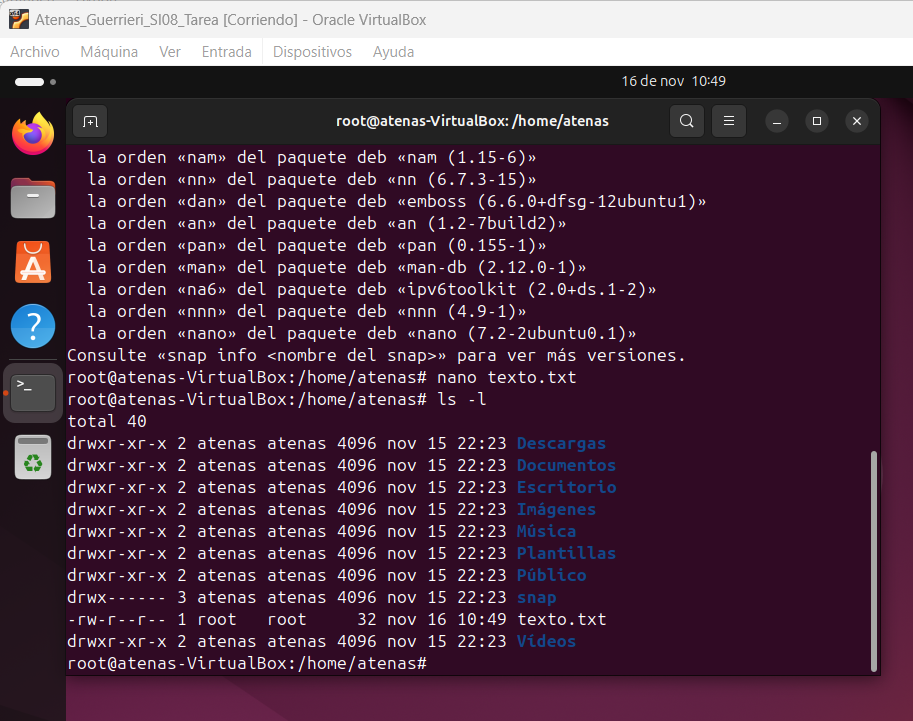 Atenas_Guerrieri_SI08_Tarea [Corriendo] - Oracle VirtualBox
Archivo Máquina Ver Entrada Dispositivos Ayuda
16 de nov 10:49
root@atenas-VirtualBox: /home/atenas
la orden «nam» del paquete deb «nam (1.15-6)»
la orden «nn» del paquete deb «nn (6.7.3-15)»
la orden «dan» del paquete deb «emboss (6.6.0+dfsg-12ubuntu1)»
la orden «an» del paquete deb «an (1.2-7build2)»
la orden «pan» del paquete deb «pan (0.155-1)»
la orden «man» del paquete deb «man-db (2.12.0-1)»
la orden «na6» del paquete deb «ipv6toolkit (2.0+ds.1-2)»
la orden «nnn» del paquete deb «nnn (4.9-1)»
la orden «nano» del paquete deb «nano (7.2-2ubuntu0.1)»
Consulte «snap info <nombre del snap>» para ver más versiones.
root@atenas-VirtualBox:/home/atenas# nano texto.txt
root@atenas-VirtualBox:/home/atenas# ls -l
total 40
drwxr-xr-x 2 atenas atenas 4096 nov 15 22:23 Descargas
drwxr-xr-x 2 atenas atenas 4096 nov 15 22:23 Documentos
drwxr-xr-x 2 atenas atenas 4096 nov 15 22:23 Escritorio
drwxr-xr-x 2 atenas atenas 4096 nov 15 22:23 Imágenes
drwxr-xr-x 2 atenas atenas 4096 nov 15 22:23 Música
drwxr-xr-x 2 atenas atenas 4096 nov 15 22:23 Plantillas
drwxr-xr-x 2 atenas atenas 4096 nov 15 22:23 Público
drwx------ 3 atenas atenas 4096 nov 15 22:23 snap
-rw-r--r-- 1 root   root     32 nov 16 10:49 texto.txt
drwxr-xr-x 2 atenas atenas 4096 nov 15 22:23 Vídeos
root@atenas-VirtualBox:/home/atenas#